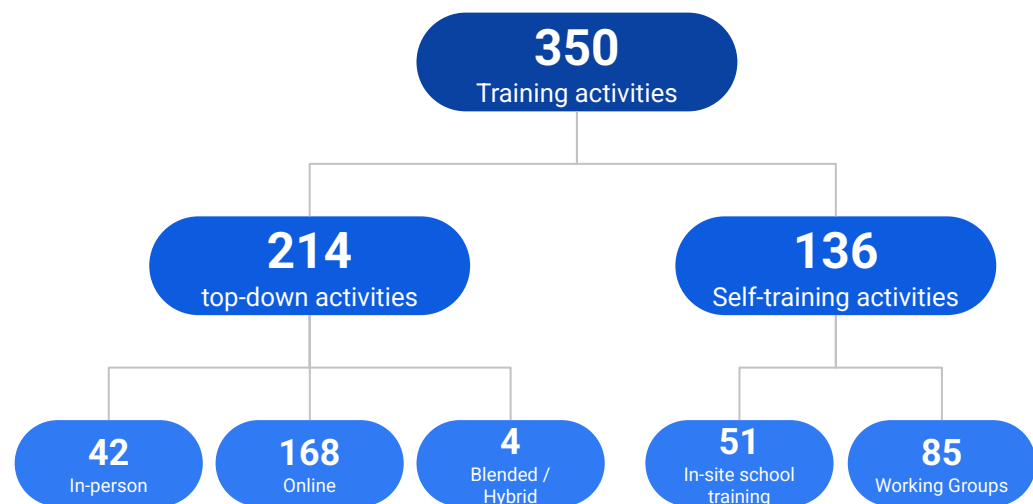 350
Training activities
214
top-down activities
136
Self-training activities
42
In-person
168
Online
4
Blended /
Hybrid
51
In-site school
training
85
Working Groups